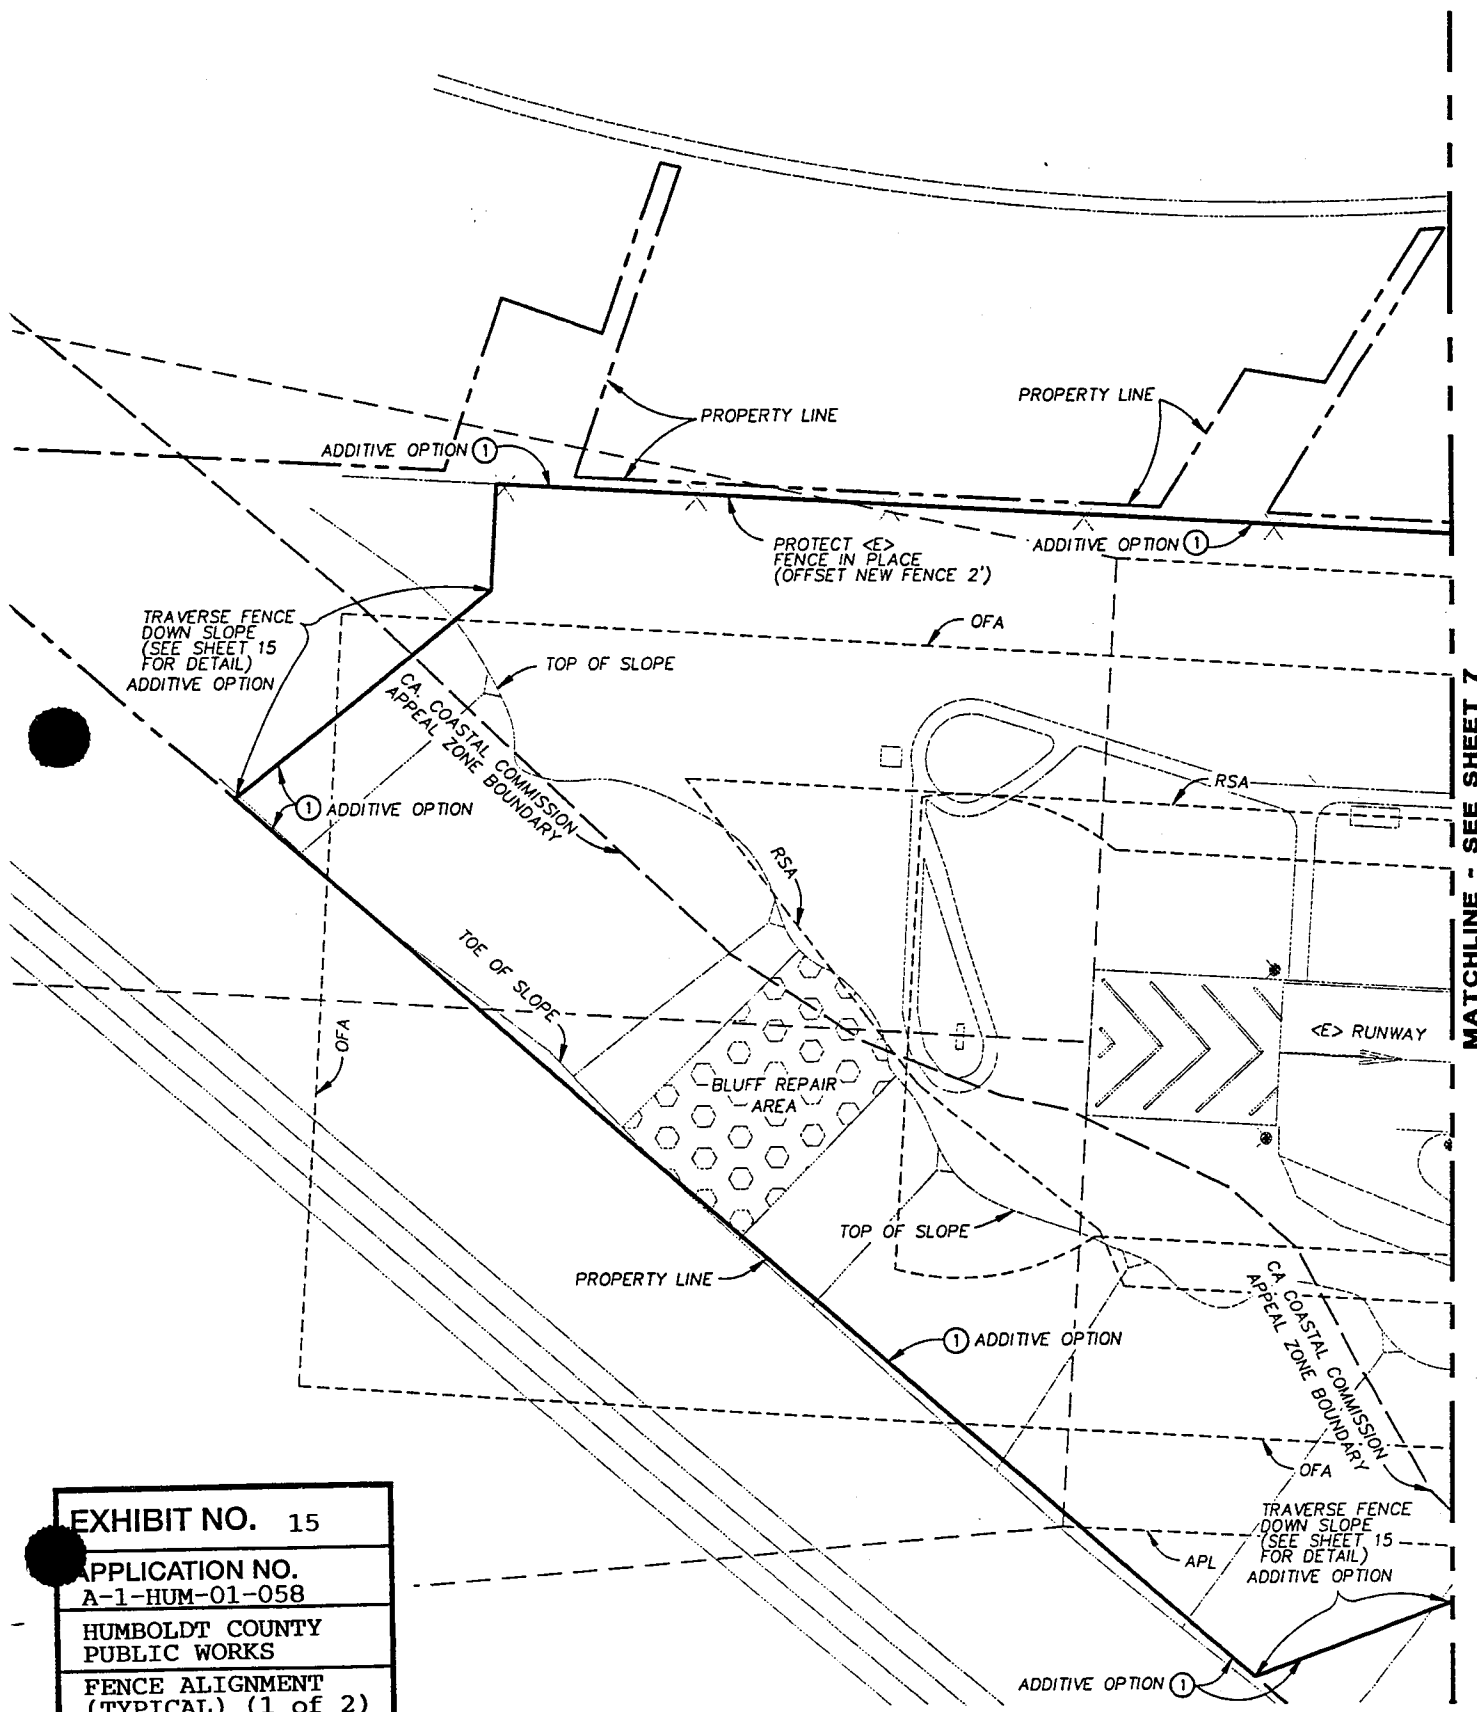 PROPERTY LINE
PROPERTY LINE
ADDITIVE OPTION 1
PROTECT <E>
FENCE IN PLACE
(OFFSET NEW FENCE 2')
ADDITIVE OPTION 1
TRAVERSE FENCE
DOWN SLOPE
(SEE SHEET 15
FOR DETAIL)
ADDITIVE OPTION
OFA
TOP OF SLOPE
CA. COASTAL COMMISSION
APPEAL ZONE BOUNDARY
MATCHLINE - SEE SHEET 7
RSA
1 ADDITIVE OPTION
RSA
TOE OF SLOPE
OFA
<E> RUNWAY
BLUFF REPAIR
AREA
TOP OF SLOPE
PROPERTY LINE
CA COASTAL COMMISSION
APPEAL ZONE BOUNDARY
1 ADDITIVE OPTION
OFA
TRAVERSE FENCE
DOWN SLOPE
(SEE SHEET 15
FOR DETAIL)
ADDITIVE OPTION
APL
ADDITIVE OPTION 1
EXHIBIT NO. 15
APPLICATION NO.
A-1-HUM-01-058
HUMBOLDT COUNTY
PUBLIC WORKS
FENCE ALIGNMENT
(TYPICAL) (1 of 2)